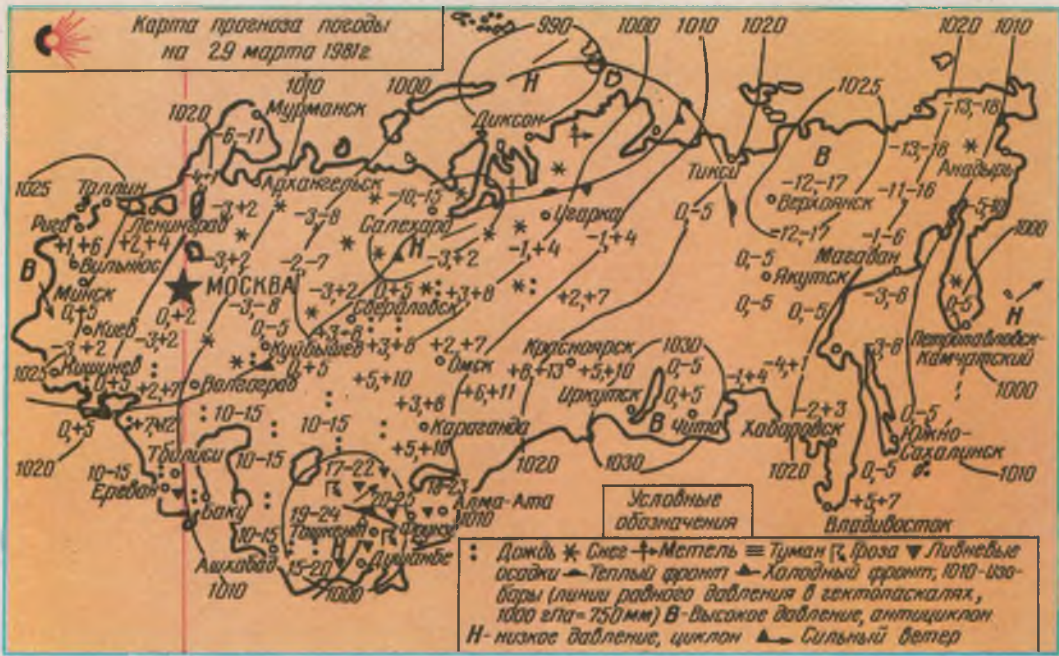 Карта прогноза погоды
на 29 марта 1981г.
990 1000 1010 1020 1020 1010
1010 1000
1020 Мурманск Н 1025 -13,-18
-6-11 Диксон
1025 Таллин Архангельск Тикси В -13,-18 Анадырь
Рига Ленинград -3+2 -3,-8 -10,-15 -12-17 -11-16
Салехард Угарка 0,-5 Верхоянск -5,-10
+1,+6 +2+4 Н -1,+4 -1,+4 -12-17 -1-6 1000
Вильнюс -3+2 -2,-7 -3,+2 Магадан
В МОСКВА 0,-5 Якутск
Минск -3,+2 0+5 +3+8 +2,+7 0,-5 0,-5 -3,-8 0,-5 Н
0,+5 0,+2 -3,-8 Свердловск
Киев 0,-5 +3+8 Петропавловск-
-3,+2 -3+2 Куйбышев +3,+8 +2+7 Красноярск 1030 0,-5 -3-8 Камчатский
1025 Кишинев 0,+5 Омск +8,+13 +5+10 -1,+4 -4,+1 1000
0+5 +2+7 Волгоград +5,+10 +6+11 Иркутск 0,+5
+3,+8 -2+3 0,-5
0,+5 +7,+12 10-15 10-15 Караганда В Чита Хабаровск Южно-
Тбилиси +5+10 Сахалинск
1020 10-15 10-15 17-22 1020 1030 1020 0,-5 1010
Ереван 20-25 18-23
Баку 19-24 Алма-Ата +5,+7
Ташкент Фрунзе 1010 Владивосток
10-15 Н
Ашхабад 15-20 Душанбе
1010 1000
Условные
обозначения
Дождь Снег Метель Туман Гроза Ливневые
осадки Теплый фронт Холодный фронт, 1010-изо-
бары (линии равного давления в гектопаскалях,
1000 гПа=750мм) В-Высокое давление, антициклон
Н-низкое давление, циклон Сильный ветер